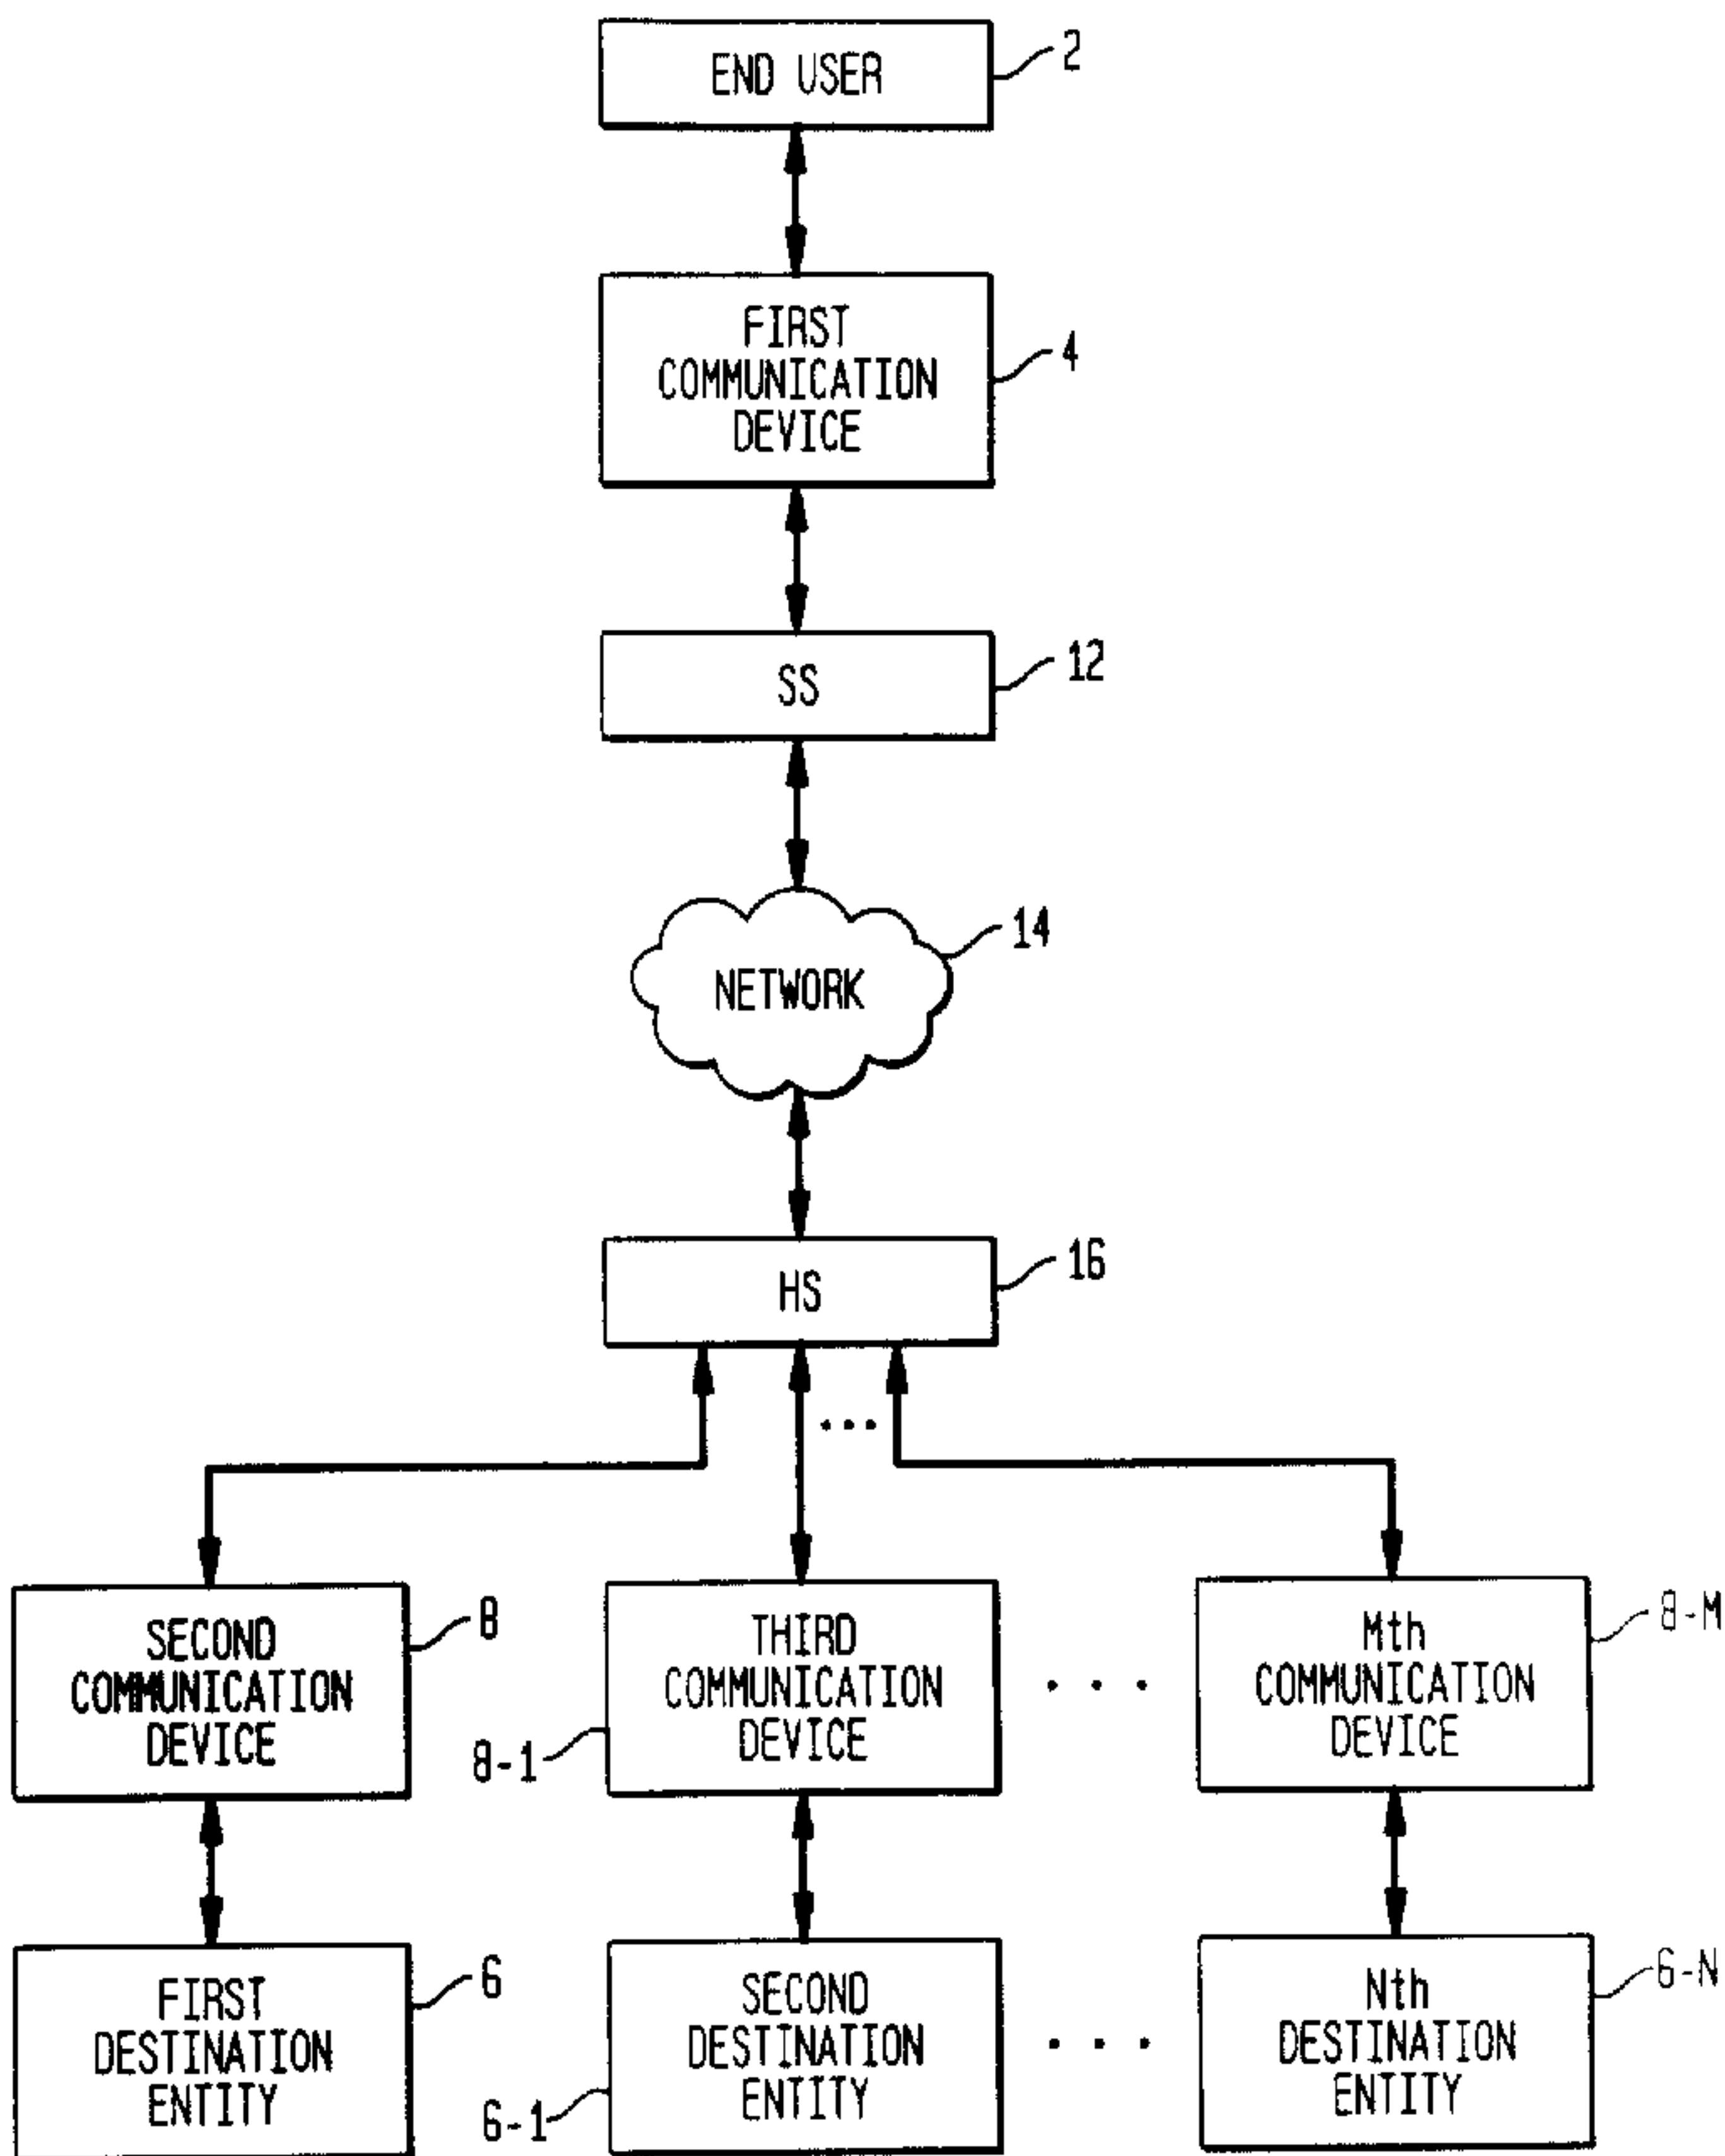 END USER
2
FIRST
COMMUNICATION
DEVICE
4
SS
12
NETWORK
14
HS
16
SECOND
COMMUNICATION
DEVICE
8
THIRD
COMMUNICATION
DEVICE
8-1
Mth
COMMUNICATION
DEVICE
8-M
FIRST
DESTINATION
ENTITY
6
SECOND
DESTINATION
ENTITY
6-1
Nth
DESTINATION
ENTITY
6-N